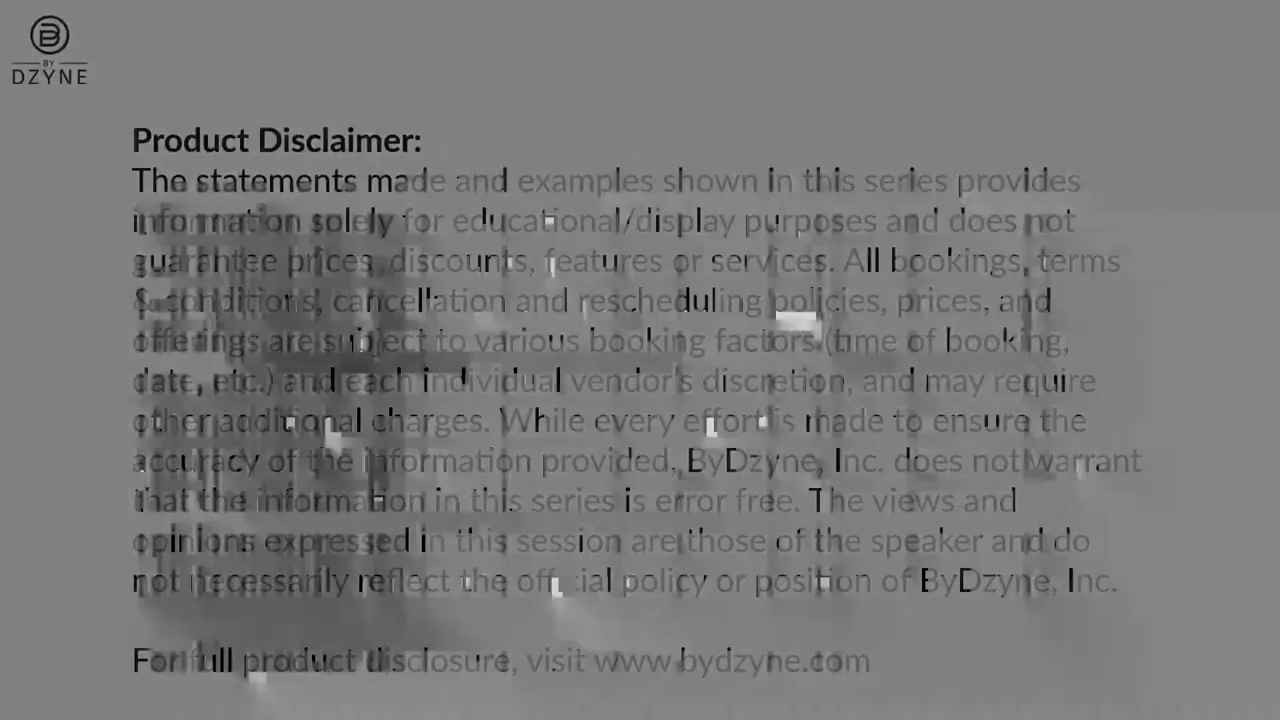 BY
DZYNE
Product Disclaimer:
The statements made and examples shown in this series provides
information solely for educational/display purposes and does not
guarantee prices, discounts, features or services. All bookings, terms
& conditions, cancellation and rescheduling policies, prices, and
offerings are subject to various booking factors (time of booking,
date, etc.) and each individual vendor's discretion, and may require
other additional charges. While every effort is made to ensure the
accuracy of the information provided, ByDzyne, Inc. does not warrant
that the information in this series is error free. The views and
opinions expressed in this session are those of the speaker and do
not necessarily reflect the official policy or position of ByDzyne, Inc.
For full product disclosure, visit www.bydzyne.com